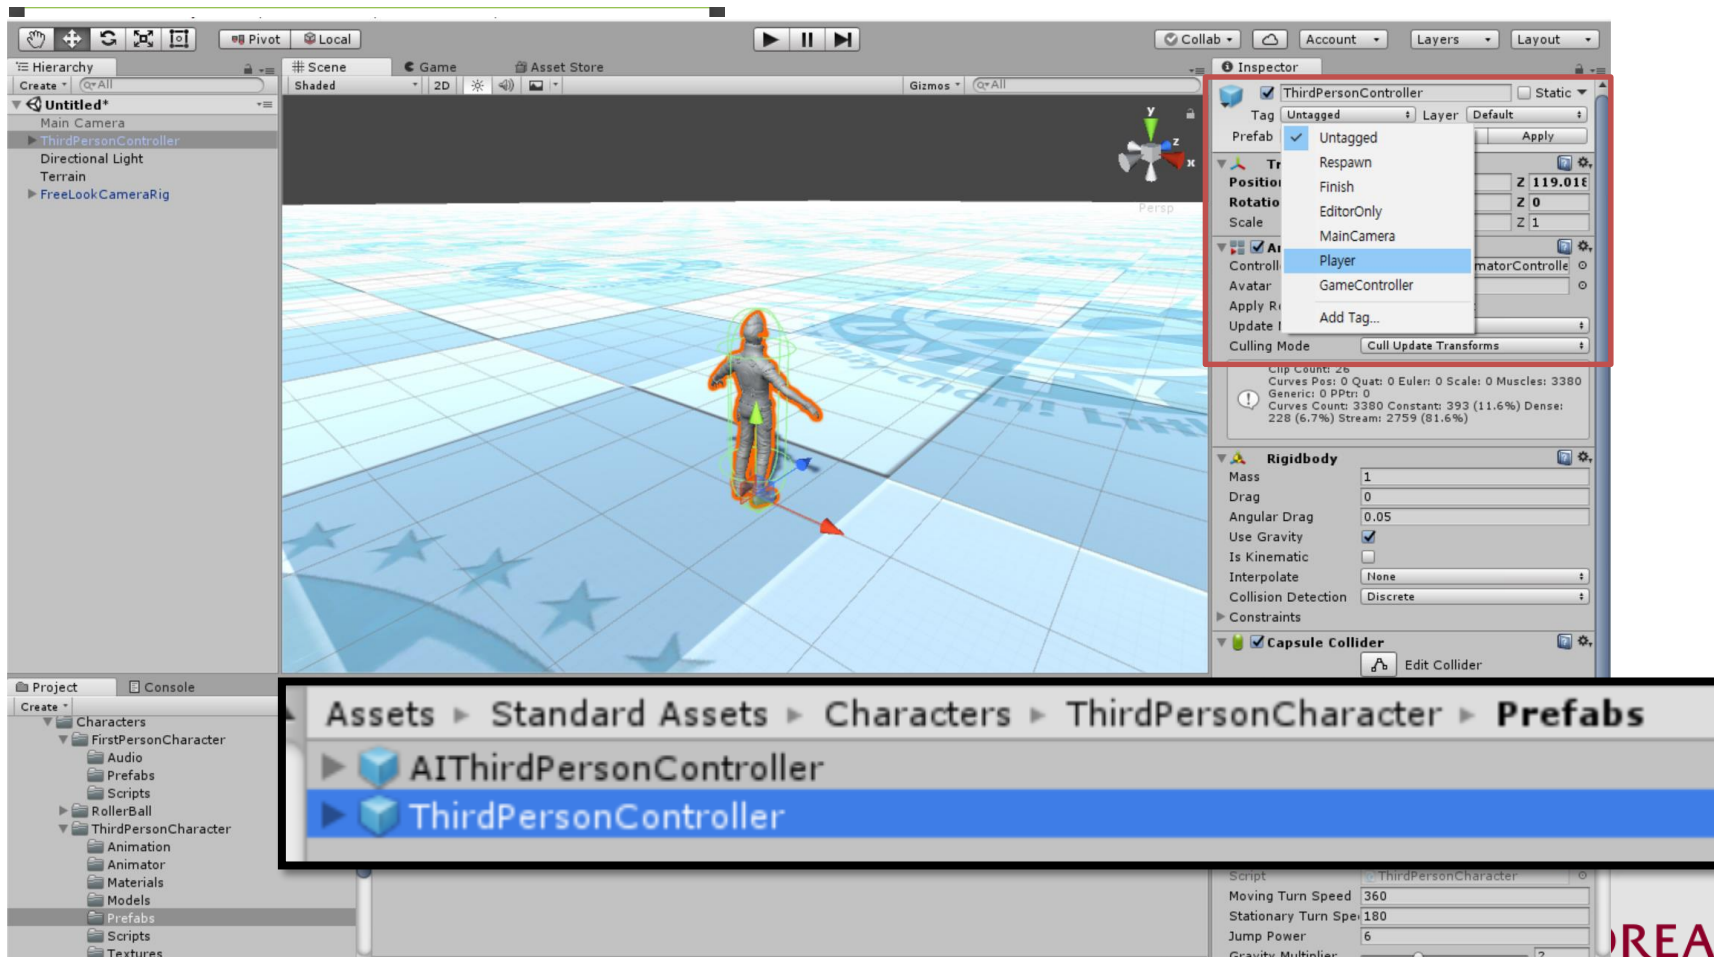 Pivot Local
Collab Account Layers Layout
Hierarchy
Create All
Untitled*
Main Camera
ThirdPersonController
Directional Light
Terrain
FreeLookCameraRig
Scene Game Asset Store
Shaded 2D Gizmos All
y
z
x
Persp
Inspector
ThirdPersonController Static
Tag Untagged Layer Default
Prefab Apply
Untagged
Respawn
Finish
EditorOnly
MainCamera
Player
GameController
Add Tag...
Z 119.018
Z 0
Scale Z 1
matorControlle
Avatar
Culling Mode Cull Update Transforms
Clip Count: 26
Curves Pos: 0 Quat: 0 Euler: 0 Scale: 0 Muscles: 3380
Generic: 0 PPtr: 0
Curves Count: 3380 Constant: 393 (11.6%) Dense:
228 (6.7%) Stream: 2759 (81.6%)
Rigidbody
Mass 1
Drag 0
Angular Drag 0.05
Use Gravity
Is Kinematic
Interpolate None
Collision Detection Discrete
Constraints
Capsule Collider
Edit Collider
Project Console
Create
Characters
FirstPersonCharacter
Audio
Prefabs
Scripts
RollerBall
ThirdPersonCharacter
Animation
Animator
Materials
Models
Prefabs
Scripts
Textures
Assets ▸ Standard Assets ▸ Characters ▸ ThirdPersonCharacter ▸ Prefabs
AIThirdPersonController
ThirdPersonController
Script ThirdPersonCharacter
Moving Turn Speed 360
Stationary Turn Spe 180
Jump Power 6
Gravity Multiplier 2
REA